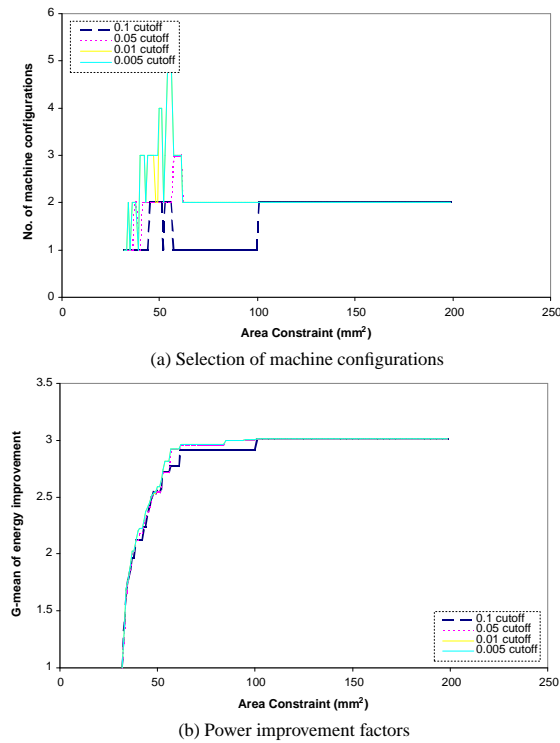 6
5
4
3
2
1
0
No. of machine configurations
0.1 cutoff
0.05 cutoff
0.01 cutoff
0.005 cutoff
0 50 100 150 200 250
Area Constraint (mm²)
(a) Selection of machine configurations
3.5
3
2.5
2
1.5
1
G-mean of energy improvement
0.1 cutoff
0.05 cutoff
0.01 cutoff
0.005 cutoff
0 50 100 150 200 250
Area Constraint (mm²)
(b) Power improvement factors